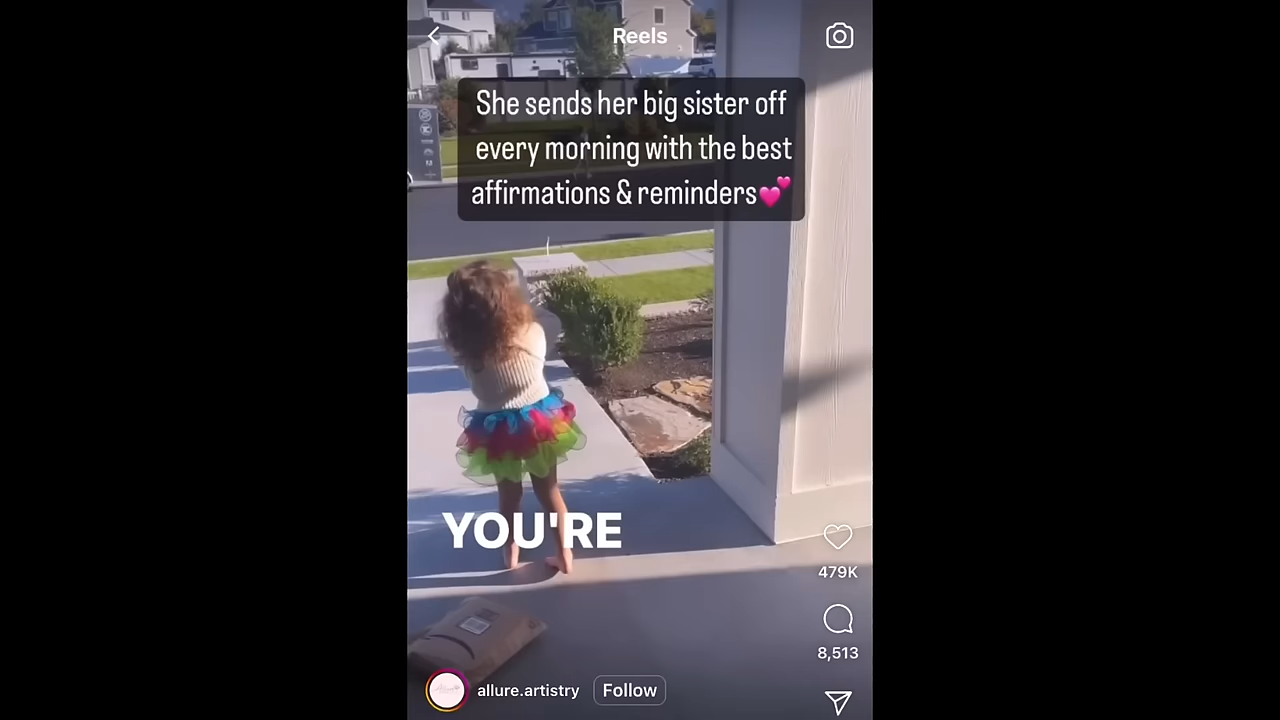 Reels
She sends her big sister off
every morning with the best
affirmations & reminders💕
YOU'RE
479K
8,513
allure.artistry
Follow